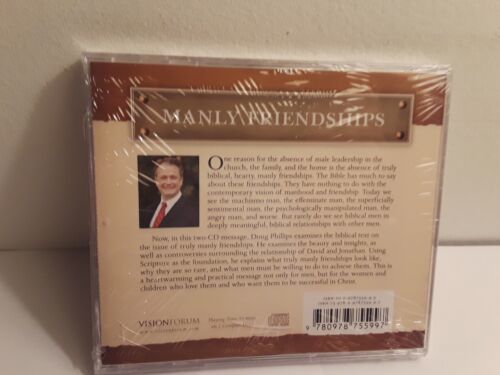 MANLY FRIENDSHIPS
One reason for the absence of male leadership in the
church, the family, and the home is the absence of truly
biblical, hearty, manly friendships. The Bible has much to say
about these friendships. They have nothing to do with the
contemporary vision of manhood and friendship. Today we
see the machismo man, the effeminate man, the superficially
sentimental man, the psychologically manipulated man, the
angry man, and worse. But rarely do we see biblical men in
deeply meaningful, biblical relationships with other men.
Now, in this two-CD message, Doug Phillips examines the biblical text on
the issue of truly manly friendships. He examines the beauty and insights, as
well as controversies surrounding the relationship of David and Jonathan. Using
Scripture as the foundation, he explains what truly manly friendships look like,
why they are so rare, and what men must be willing to do to achieve them. This is
a heartwarming and practical message not only for men, but for the women and
children who love them and who want them to be successful in Christ.
VISION FORUM
Playing Time:
on 2 Compact Discs
9 780978 755997